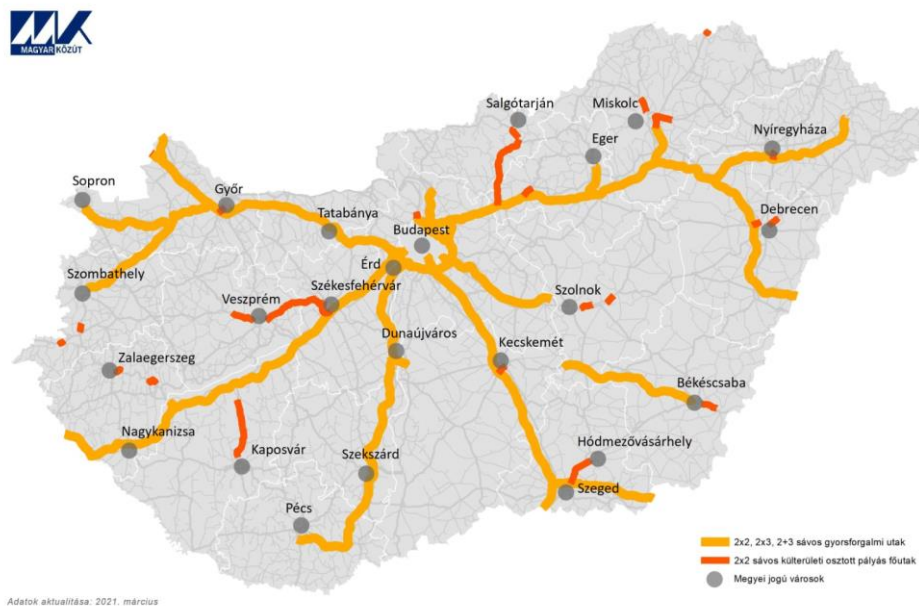 MK
MAGYAR KÖZÚT
Salgótarján
Miskolc
Nyíregyháza
Eger
Sopron
Győr
Debrecen
Tatabánya
Budapest
Érd
Szombathely
Székesfehérvár
Veszprém
Szolnok
Dunaújváros
Kecskemét
Zalaegerszeg
Békéscsaba
Nagykanizsa
Kaposvár
Szekszárd
Hódmezővásárhely
Szeged
Pécs
2x2, 2x3, 2+3 sávos gyorsforgalmi utak
2x2 sávos külterületi osztott pályás főutak
Megyei jogú városok
Adatok aktualitása: 2021. március